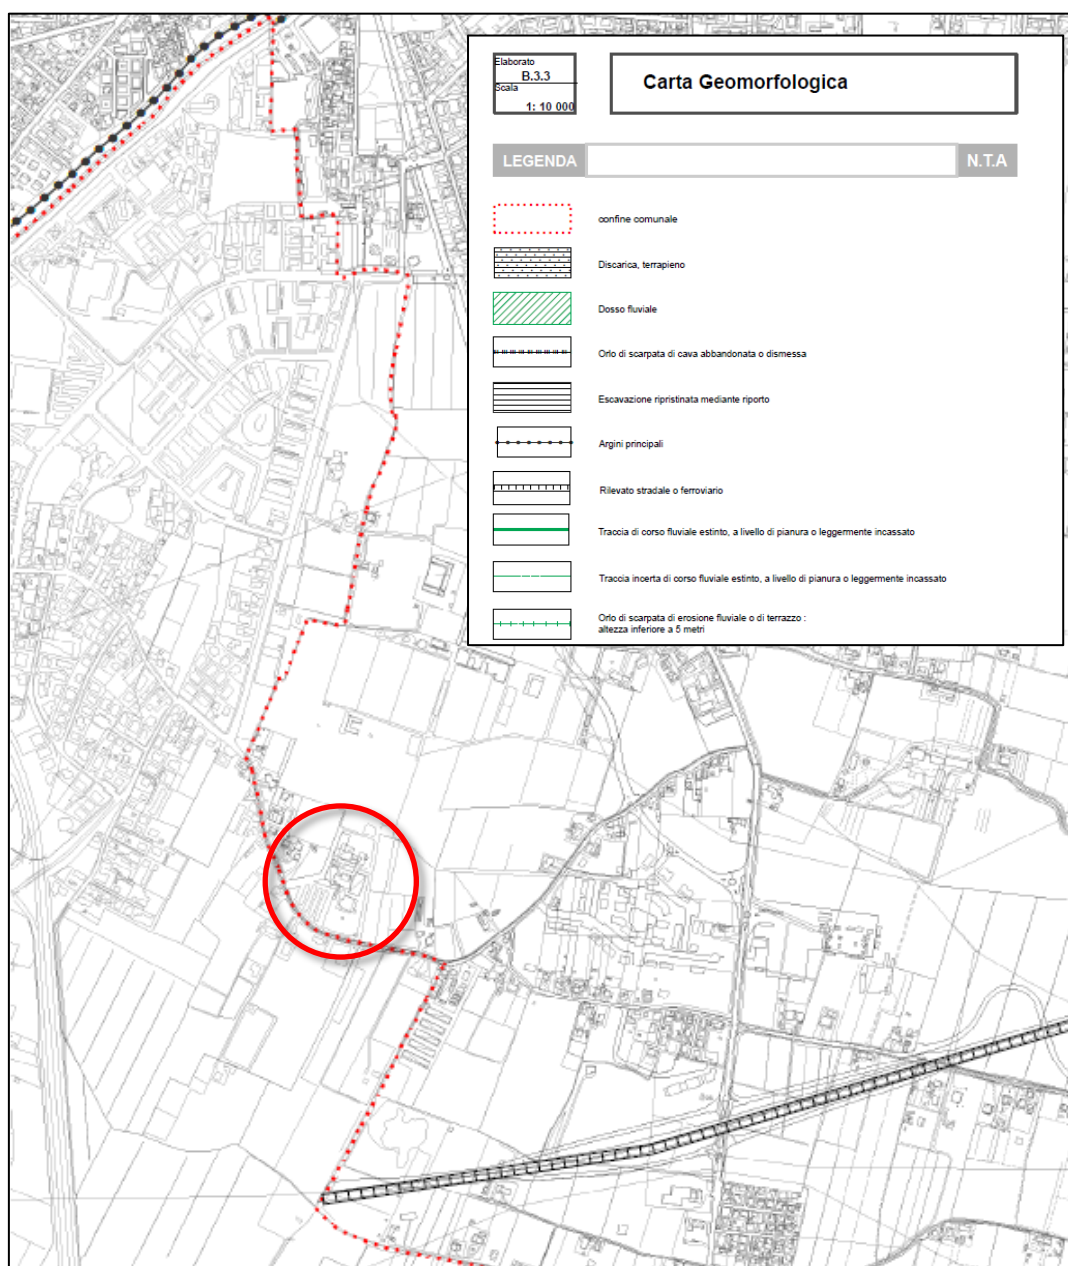 Elaborato
B.3.3
Scala
1: 10 000
Carta Geomorfologica
LEGENDA
N.T.A
confine comunale
Discarica, terrapieno
Dosso fluviale
Orlo di scarpata di cava abbandonata o dismessa
Escavazione ripristinata mediante riporto
Argini principali
Rilevato stradale o ferroviario
Traccia di corso fluviale estinto, a livello di pianura o leggermente incassato
Traccia incerta di corso fluviale estinto, a livello di pianura o leggermente incassato
Orlo di scarpata di erosione fluviale o di terrazzo :
altezza inferiore a 5 metri